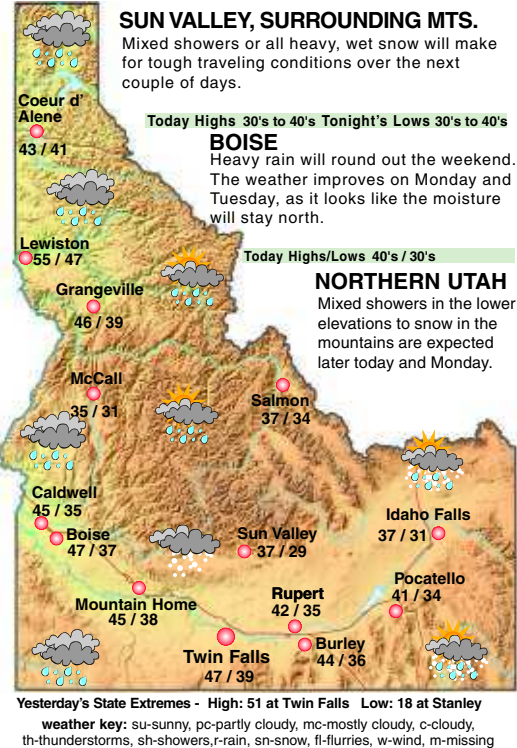 SUN VALLEY, SURROUNDING MTS.
Mixed showers or all heavy, wet snow will make
for tough traveling conditions over the next
couple of days.
Today Highs 30's to 40's Tonight's Lows 30's to 40's
BOISE
Heavy rain will round out the weekend.
The weather improves on Monday and
Tuesday, as it looks like the moisture
will stay north.
Today Highs/Lows 40's / 30's
NORTHERN UTAH
Mixed showers in the lower
elevations to snow in the
mountains are expected
later today and Monday.
Coeur d'
Alene
43 / 41
Lewiston
55 / 47
Grangeville
46 / 39
McCall
35 / 31
Salmon
37 / 34
Caldwell
45 / 35
Boise
47 / 37
Sun Valley
37 / 29
Idaho Falls
37 / 31
Pocatello
41 / 34
Mountain Home
45 / 38
Rupert
42 / 35
Burley
44 / 36
Twin Falls
47 / 39
Yesterday's State Extremes - High: 51 at Twin Falls Low: 18 at Stanley
weather key: su-sunny, pc-partly cloudy, mc-mostly cloudy, c-cloudy,
th-thunderstorms, sh-showers,r-rain, sn-snow, fl-flurries, w-wind, m-missing